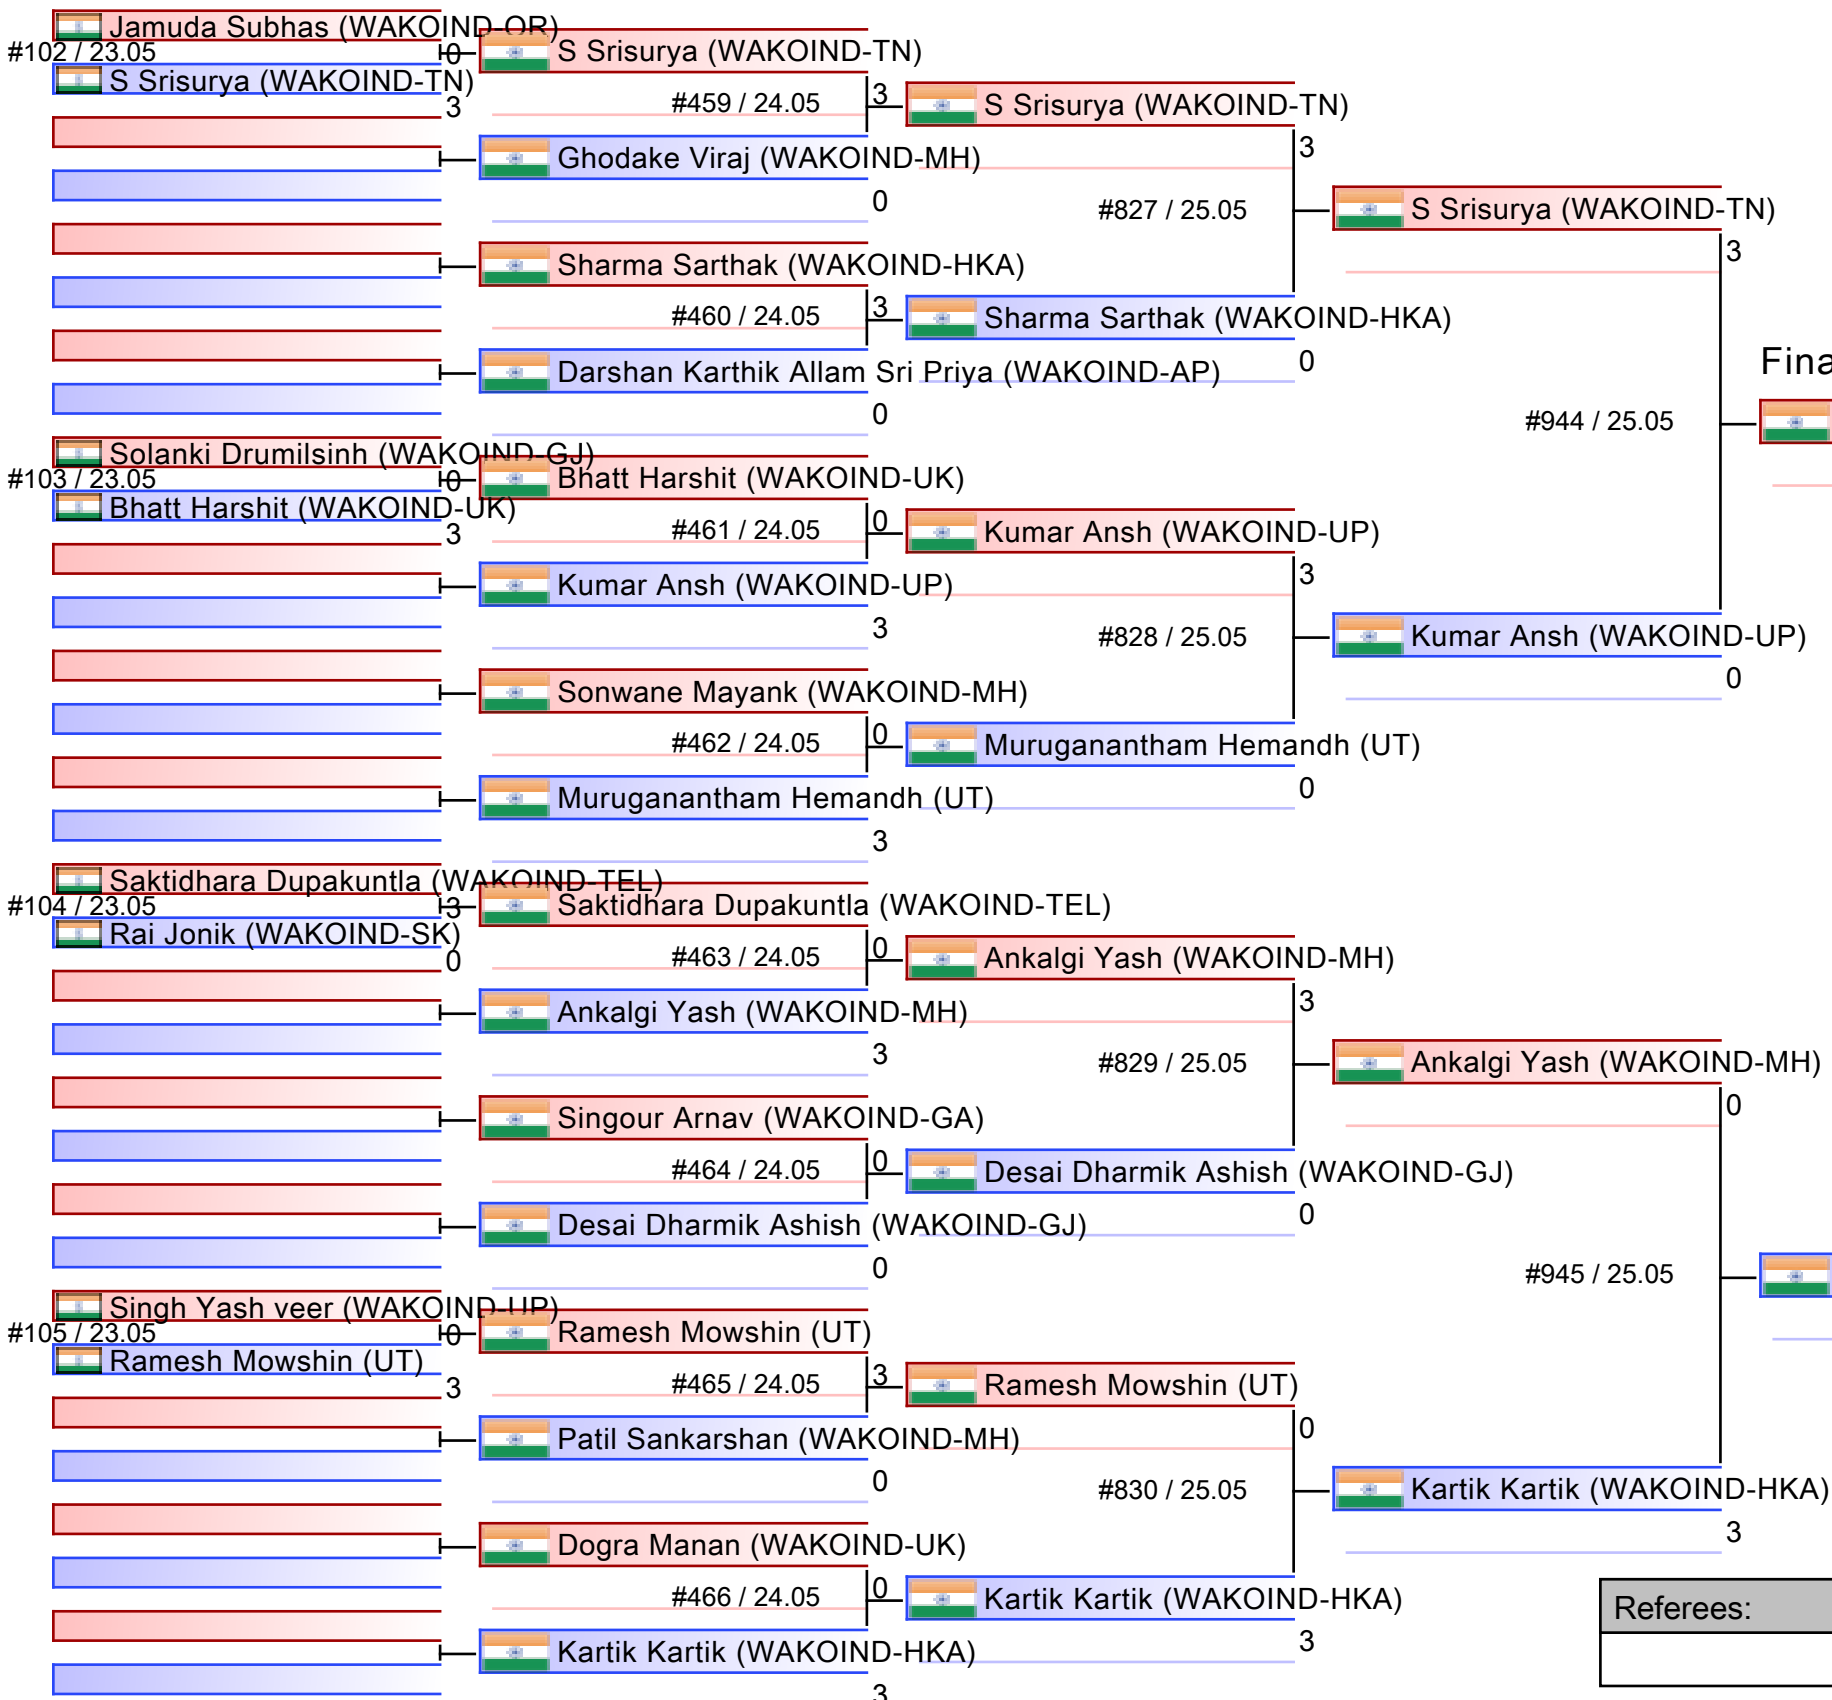 Jamuda Subhas (WAKOIND-OR)
0
#102 / 23.05
S Srisurya (WAKOIND-TN)
3
S Srisurya (WAKOIND-TN)
3
#459 / 24.05
Ghodake Viraj (WAKOIND-MH)
0
S Srisurya (WAKOIND-TN)
3
#827 / 25.05
S Srisurya (WAKOIND-TN)
3
Sharma Sarthak (WAKOIND-HKA)
3
#460 / 24.05
Sharma Sarthak (WAKOIND-HKA)
0
Darshan Karthik Allam Sri Priya (WAKOIND-AP)
0
Fina
#944 / 25.05
Solanki Drumilsinh (WAKOIND-GJ)
0
#103 / 23.05
Bhatt Harshit (WAKOIND-UK)
3
Bhatt Harshit (WAKOIND-UK)
0
#461 / 24.05
Kumar Ansh (WAKOIND-UP)
3
Kumar Ansh (WAKOIND-UP)
3
#828 / 25.05
Kumar Ansh (WAKOIND-UP)
0
Sonwane Mayank (WAKOIND-MH)
0
#462 / 24.05
Muruganantham Hemandh (UT)
0
Muruganantham Hemandh (UT)
3
Saktidhara Dupakuntla (WAKOIND-TEL)
3
#104 / 23.05
Rai Jonik (WAKOIND-SK)
0
Saktidhara Dupakuntla (WAKOIND-TEL)
0
#463 / 24.05
Ankalgi Yash (WAKOIND-MH)
3
Ankalgi Yash (WAKOIND-MH)
3
#829 / 25.05
Ankalgi Yash (WAKOIND-MH)
0
Singour Arnav (WAKOIND-GA)
0
#464 / 24.05
Desai Dharmik Ashish (WAKOIND-GJ)
0
Desai Dharmik Ashish (WAKOIND-GJ)
0
#945 / 25.05
Singh Yash veer (WAKOIND-UP)
0
#105 / 23.05
Ramesh Mowshin (UT)
3
Ramesh Mowshin (UT)
3
#465 / 24.05
Ramesh Mowshin (UT)
0
Patil Sankarshan (WAKOIND-MH)
0
#830 / 25.05
Kartik Kartik (WAKOIND-HKA)
3
Dogra Manan (WAKOIND-UK)
0
#466 / 24.05
Kartik Kartik (WAKOIND-HKA)
3
Kartik Kartik (WAKOIND-HKA)
3
Referees: